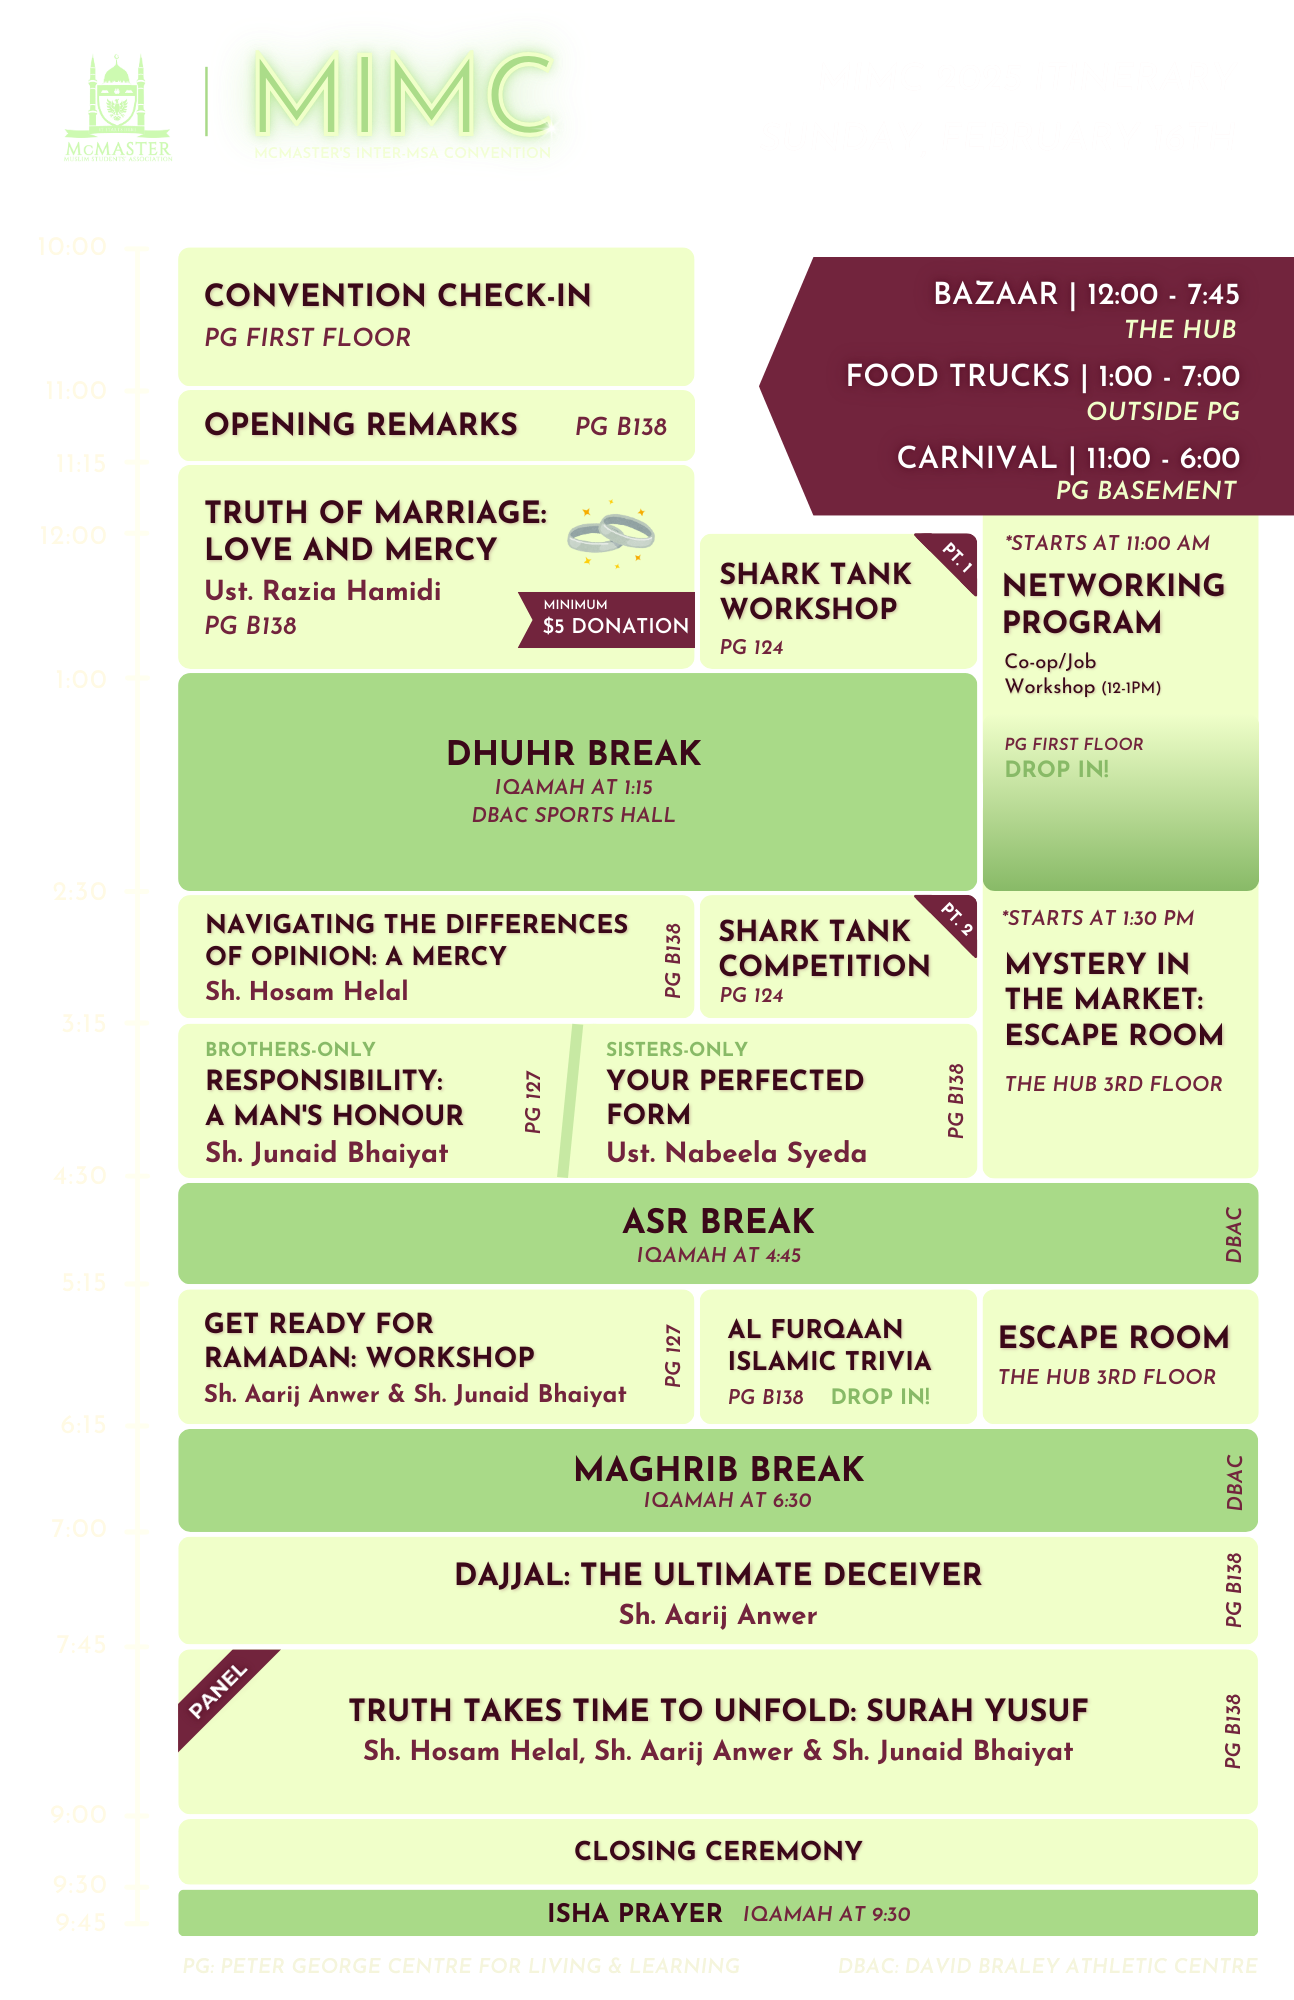 McMASTER
MUSLIM STUDENTS ASSOCIATION
MIMC
MCMASTER'S INTER-MSA CONVENTION
10:00
CONVENTION CHECK-IN
PG FIRST FLOOR
BAZAAR | 12:00 - 7:45
THE HUB
FOOD TRUCKS | 1:00 - 7:00
OUTSIDE PG
CARNIVAL | 11:00 - 6:00
PG BASEMENT
11:00
OPENING REMARKS PG B138
11:15
TRUTH OF MARRIAGE:
LOVE AND MERCY
Ust. Razia Hamidi
PG B138
MINIMUM
$5 DONATION
12:00
PT. 1
SHARK TANK
WORKSHOP
PG 124
*STARTS AT 11:00 AM
NETWORKING
PROGRAM
Co-op/Job
Workshop (12-1PM)
PG FIRST FLOOR
DROP IN!
1:00
DHUHR BREAK
IQAMAH AT 1:15
DBAC SPORTS HALL
2:30
NAVIGATING THE DIFFERENCES
OF OPINION: A MERCY
Sh. Hosam Helal
PG B138
PT. 2
SHARK TANK
COMPETITION
PG 124
*STARTS AT 1:30 PM
MYSTERY IN
THE MARKET:
ESCAPE ROOM
THE HUB 3RD FLOOR
3:15
BROTHERS-ONLY
RESPONSIBILITY:
A MAN'S HONOUR
Sh. Junaid Bhaiyat
PG 127
SISTERS-ONLY
YOUR PERFECTED
FORM
Ust. Nabeela Syeda
PG B138
4:30
ASR BREAK
IQAMAH AT 4:45
DBAC
5:15
GET READY FOR
RAMADAN: WORKSHOP
Sh. Aarij Anwer & Sh. Junaid Bhaiyat
PG 127
AL FURQAAN
ISLAMIC TRIVIA
PG B138 DROP IN!
ESCAPE ROOM
THE HUB 3RD FLOOR
6:15
MAGHRIB BREAK
IQAMAH AT 6:30
DBAC
7:00
DAJJAL: THE ULTIMATE DECEIVER
Sh. Aarij Anwer
PG B138
7:45
PANEL
TRUTH TAKES TIME TO UNFOLD: SURAH YUSUF
Sh. Hosam Helal, Sh. Aarij Anwer & Sh. Junaid Bhaiyat
PG B138
9:00
CLOSING CEREMONY
9:30
ISHA PRAYER IQAMAH AT 9:30
9:45
PG: PETER GEORGE CENTRE FOR LIVING & LEARNING
DBAC: DAVID BRALEY ATHLETIC CENTRE